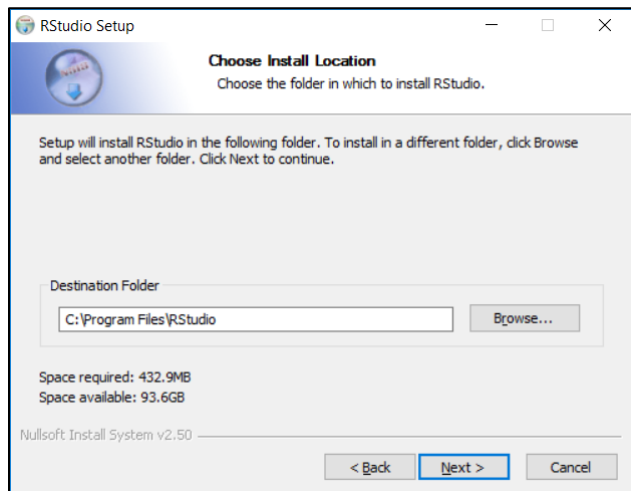 RStudio Setup
Choose Install Location
Choose the folder in which to install RStudio.
Setup will install RStudio in the following folder. To install in a different folder, click Browse
and select another folder. Click Next to continue.
Destination Folder
C:\Program Files\RStudio
Browse...
Space required: 432.9MB
Space available: 93.6GB
Nullsoft Install System v2.50
< Back
Next >
Cancel